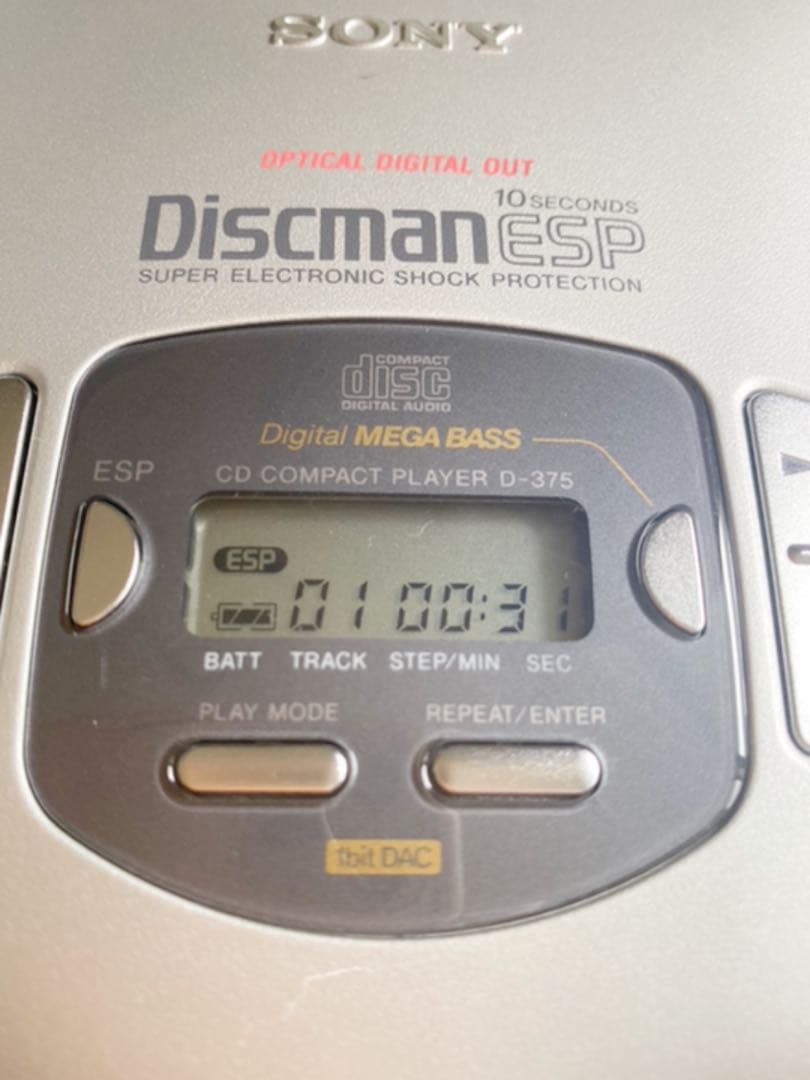 SONY
OPTICAL DIGITAL OUT
10 SECONDS
Discman ESP
SUPER ELECTRONIC SHOCK PROTECTION
COMPACT
disc
DIGITAL AUDIO
Digital MEGA BASS
ESP
CD COMPACT PLAYER D-375
ESP
01 00:31
BATT TRACK STEP/MIN SEC
PLAY MODE REPEAT/ENTER
1bit DAC